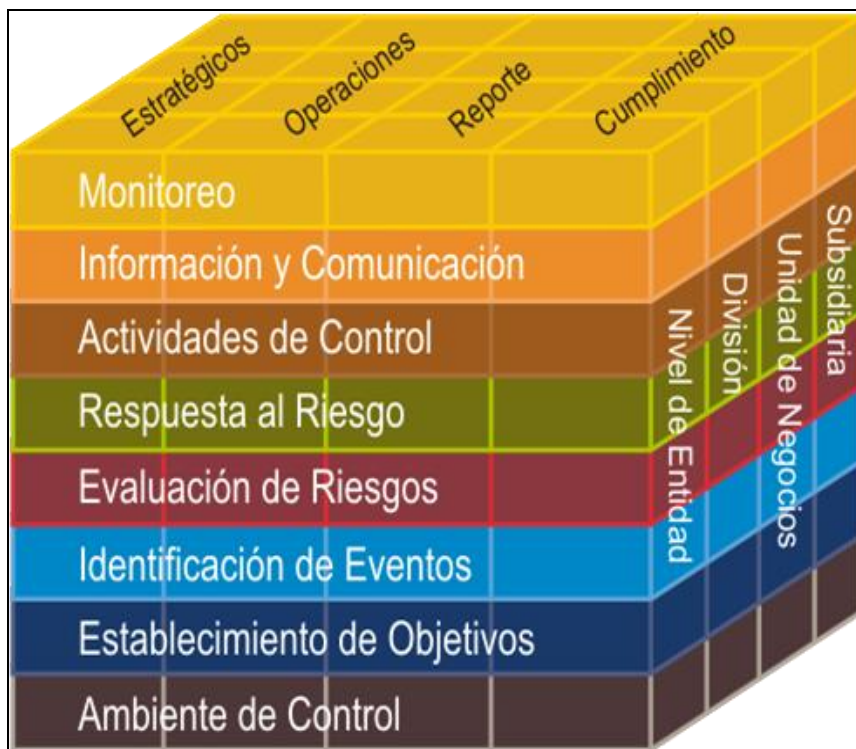 Estratégicos
Operaciones
Reporte
Cumplimiento
Monitoreo
Información y Comunicación
Actividades de Control
Respuesta al Riesgo
Evaluación de Riesgos
Identificación de Eventos
Establecimiento de Objetivos
Ambiente de Control
Nivel de Entidad
División
Unidad de Negocios
Subsidiaria